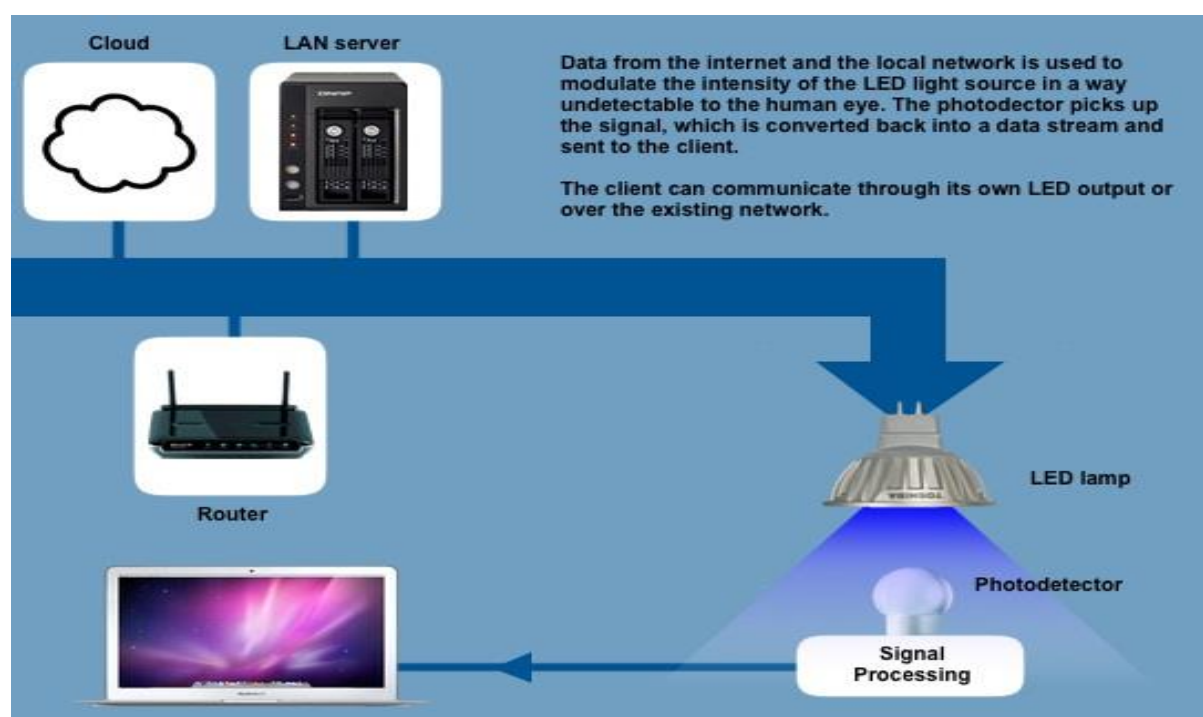 Cloud
LAN server
Data from the internet and the local network is used to
modulate the intensity of the LED light source in a way
undetectable to the human eye. The photodector picks up
the signal, which is converted back into a data stream and
sent to the client.
The client can communicate through its own LED output or
over the existing network.
Router
LED lamp
TOSHIBA
Photodetector
Signal
Processing